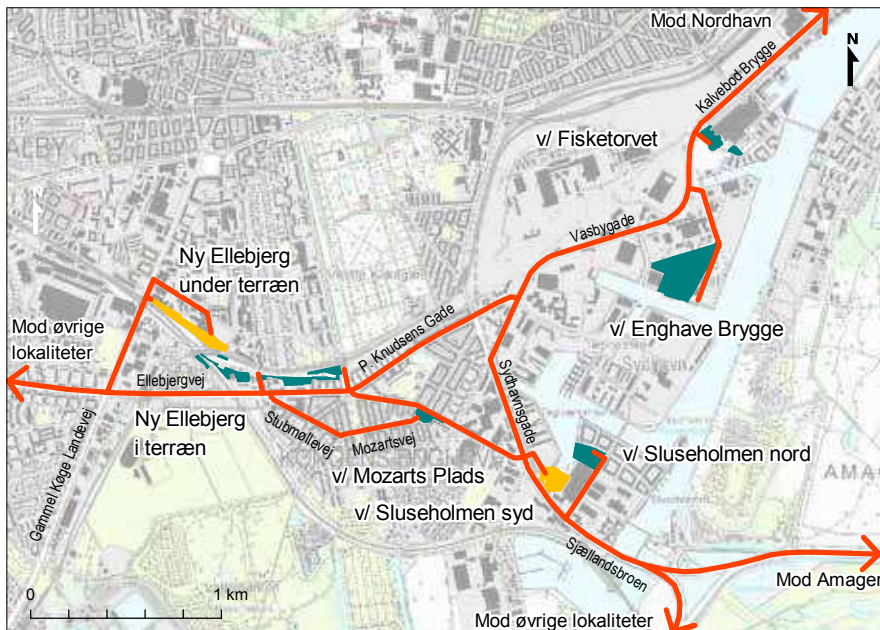 Mod Nordhavn
N
Kalvebod Brygge
v/ Fisketorvet
ALBY
Vasbygade
N
Ny Ellebjerg
under terræn
v/ Enghave Brygge
Mod øvrige
lokaliteter
P. Knudsens Gade
Ellebjergvej
Sydhavnsgade
Ny Ellebjerg
i terræn
Stubmøllevej
Mozartsvej
Gammel Køge Landevej
v/ Mozarts Plads
v/ Sluseholmen nord
AMA
v/ Sluseholmen syd
Sjællandsbroen
0
1 km
Mod Amager
Mod øvrige lokaliteter